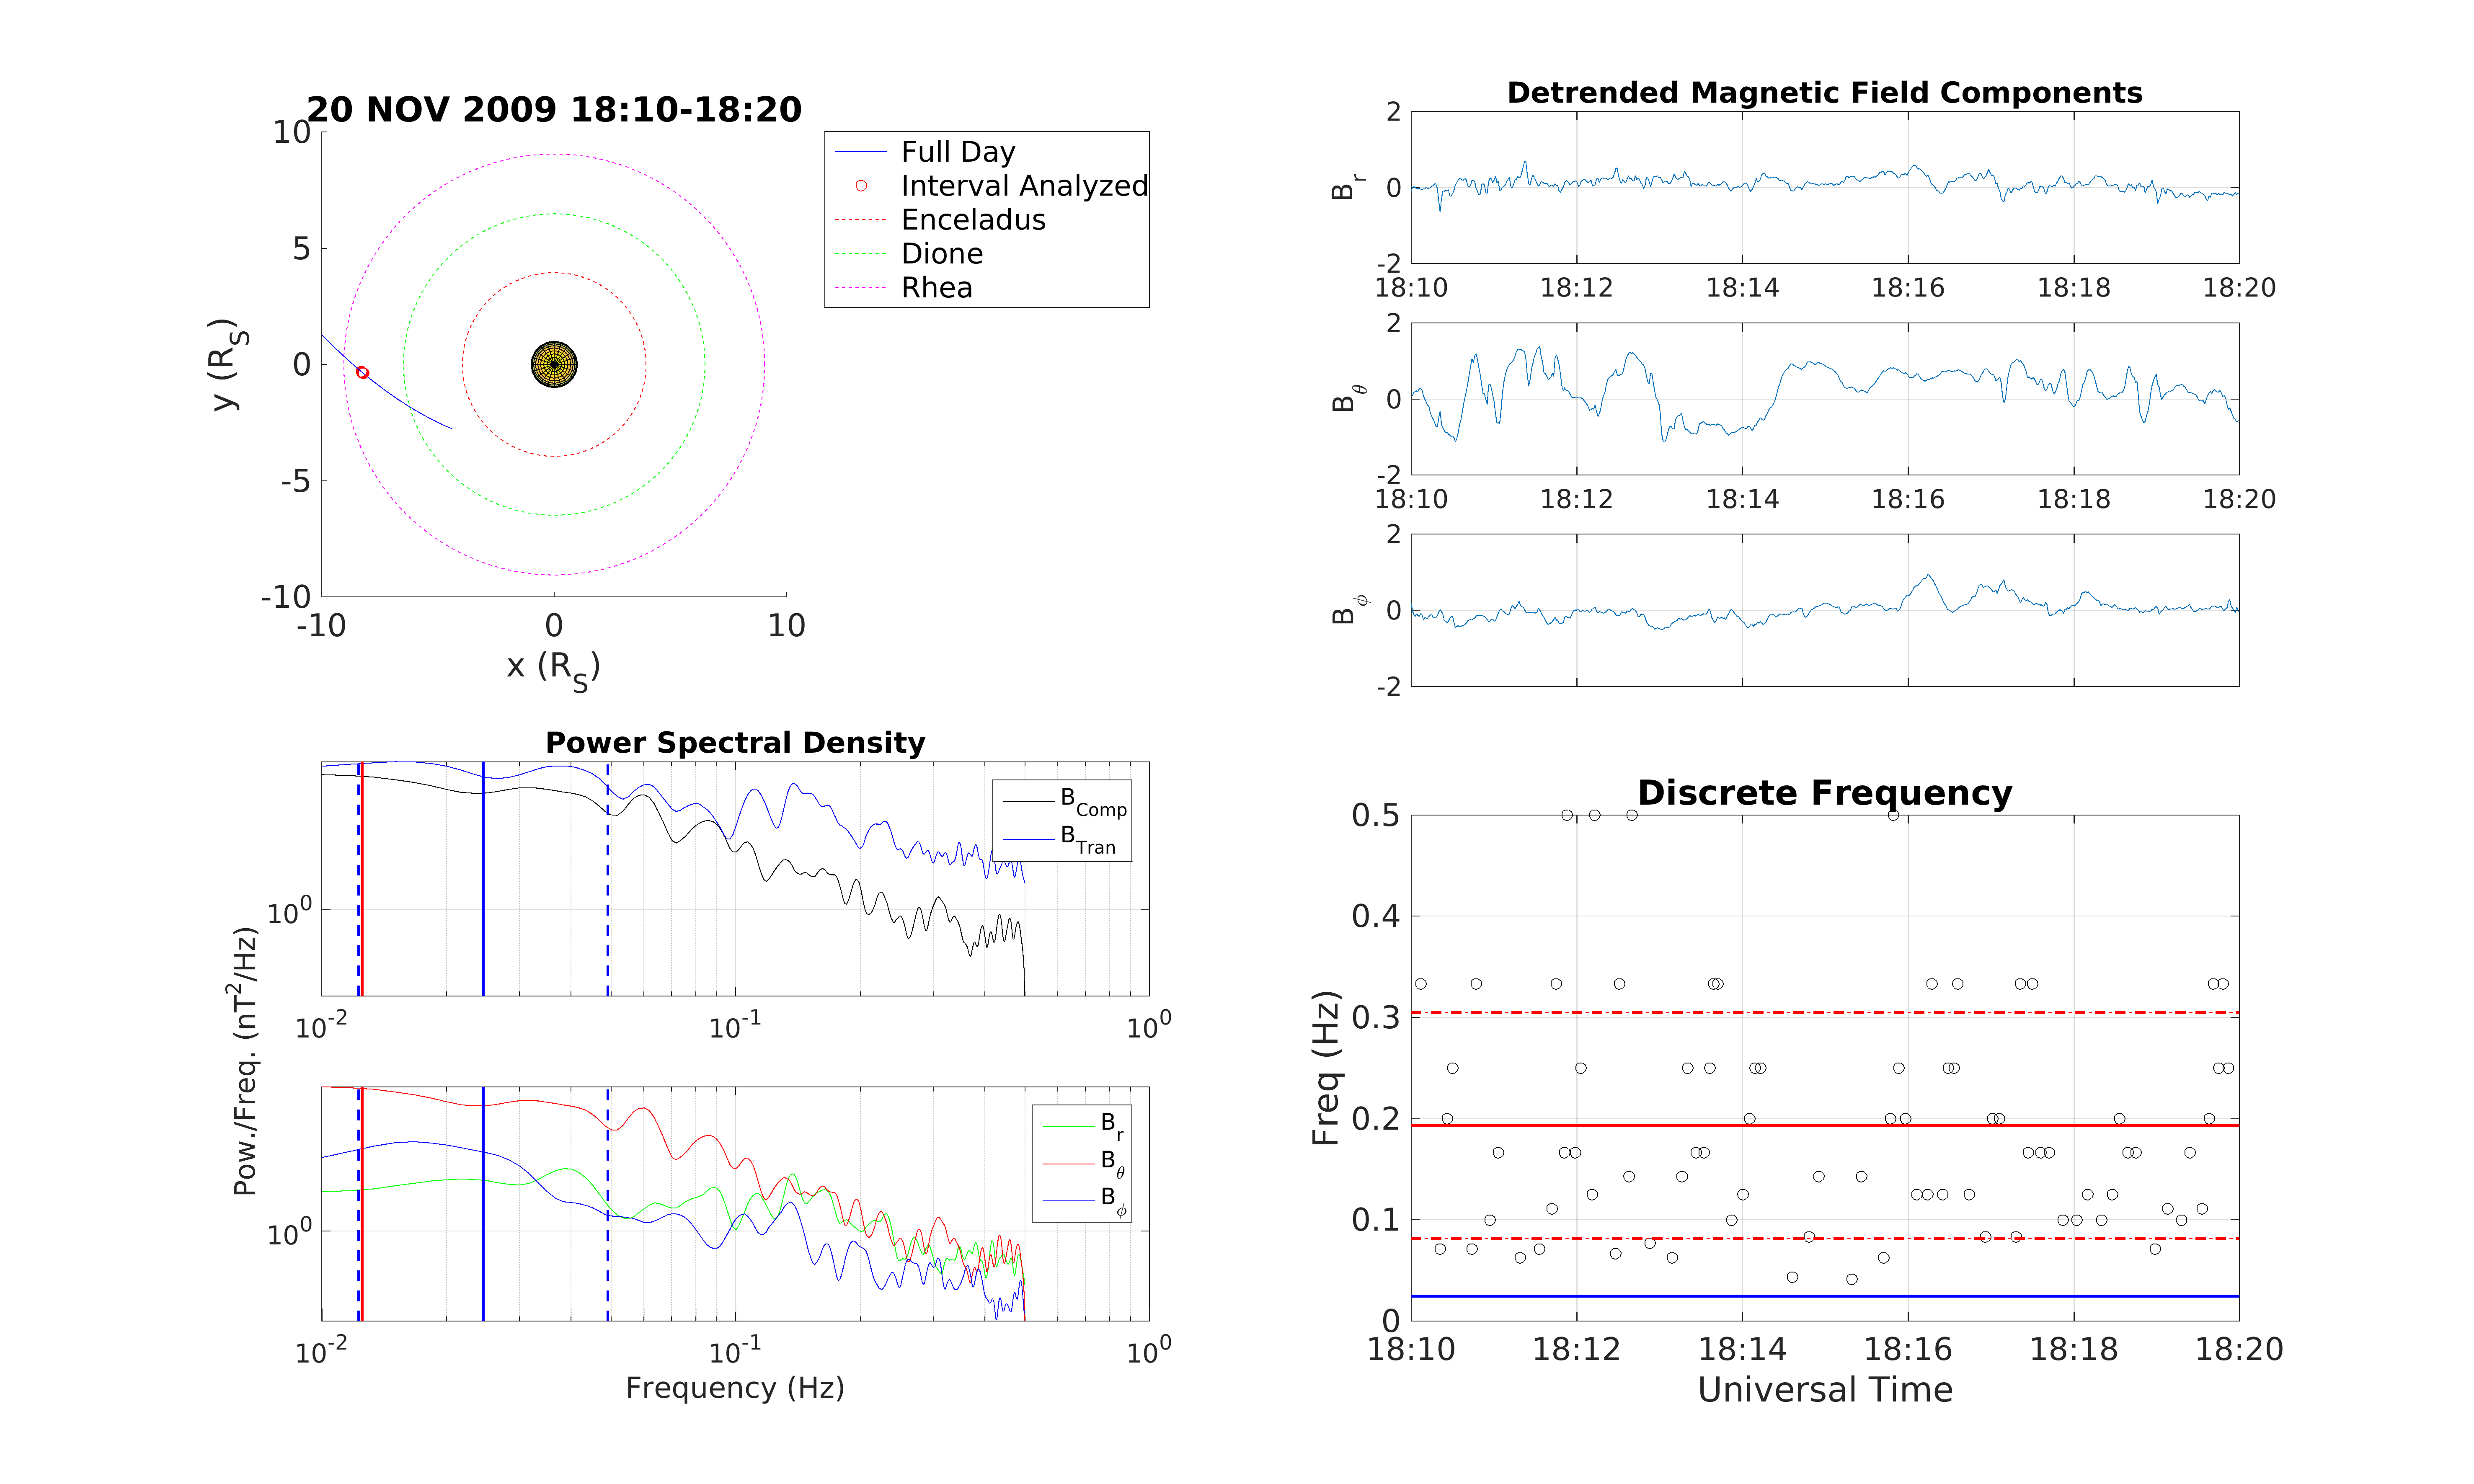 20 NOV 2009 18:10-18:20
10
5
0
-5
-10
-10
0
10
y (R_S)
x (R_S)
Full Day
Interval Analyzed
Enceladus
Dione
Rhea
Detrended Magnetic Field Components
2
0
-2
B_r
18:10
18:12
18:14
18:16
18:18
18:20
2
0
-2
B_θ
18:10
18:12
18:14
18:16
18:18
18:20
2
0
-2
B_ϕ
Power Spectral Density
10^0
10^-2
10^-1
10^0
B_Comp
B_Tran
Pow./Freq. (nT^2/Hz)
10^0
10^-2
10^-1
10^0
B_r
B_θ
B_ϕ
Frequency (Hz)
Discrete Frequency
0.5
0.4
0.3
0.2
0.1
0
Freq (Hz)
18:10
18:12
18:14
18:16
18:18
18:20
Universal Time